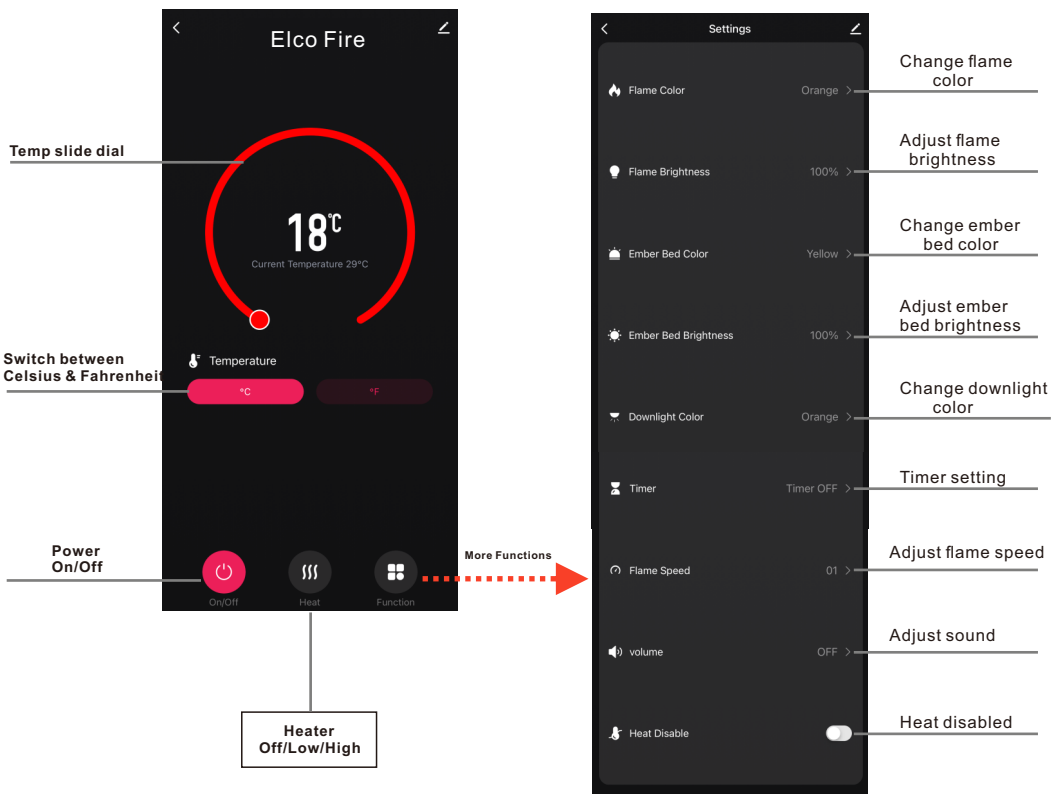 Elco Fire
Temp slide dial
18°C
Current Temperature 29°C
Temperature
Switch between
Celsius & Fahrenheit
°C
°F
Power
On/Off
On/Off
Heat
Function
More Functions
Heater
Off/Low/High
Settings
Flame Color
Orange
Change flame
color
Flame Brightness
100%
Adjust flame
brightness
Ember Bed Color
Yellow
Change ember
bed color
Ember Bed Brightness
100%
Adjust ember
bed brightness
Downlight Color
Orange
Change downlight
color
Timer
Timer OFF
Timer setting
Flame Speed
01
Adjust flame speed
volume
OFF
Adjust sound
Heat Disable
Heat disabled